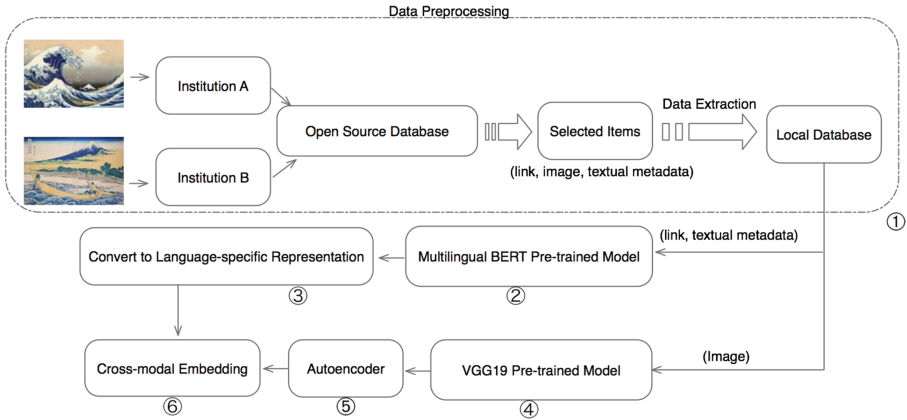 Data Preprocessing
Institution A
Open Source Database
Selected Items
Data Extraction
Local Database
Institution B
(link, image, textual metadata)
①
(link, textual metadata)
Convert to Language-specific Representation
Multilingual BERT Pre-trained Model
③
②
Cross-modal Embedding
Autoencoder
VGG19 Pre-trained Model
(Image)
⑥
⑤
④